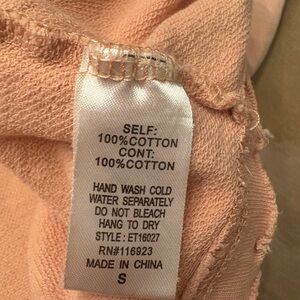 SELF:
100%COTTON
CONT:
100%COTTON
HAND WASH COLD
WATER SEPARATELY
DO NOT BLEACH
HANG TO DRY
STYLE : ET16027
RN#116923
MADE IN CHINA
S